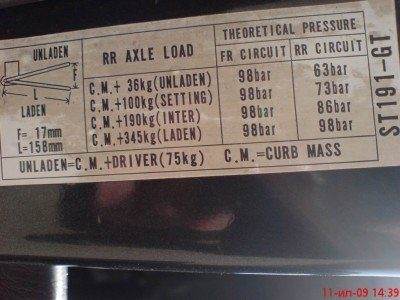 UNLADEN
F
L
LADEN
F= 17mm
L=158mm
RR AXLE LOAD
THEORETICAL PRESSURE
FR CIRCUIT RR CIRCUIT
C.M.+ 36kg(UNLADEN) 98bar 63bar
C.M.+100kg(SETTING) 98bar 73bar
C.M.+190kg(INTER) 98bar 86bar
C.M.+345kg(LADEN) 98bar 98bar
UNLADEN=C.M.+DRIVER(75kg) C.M.=CURB MASS
ST191-GT
11-ип-09 14:39